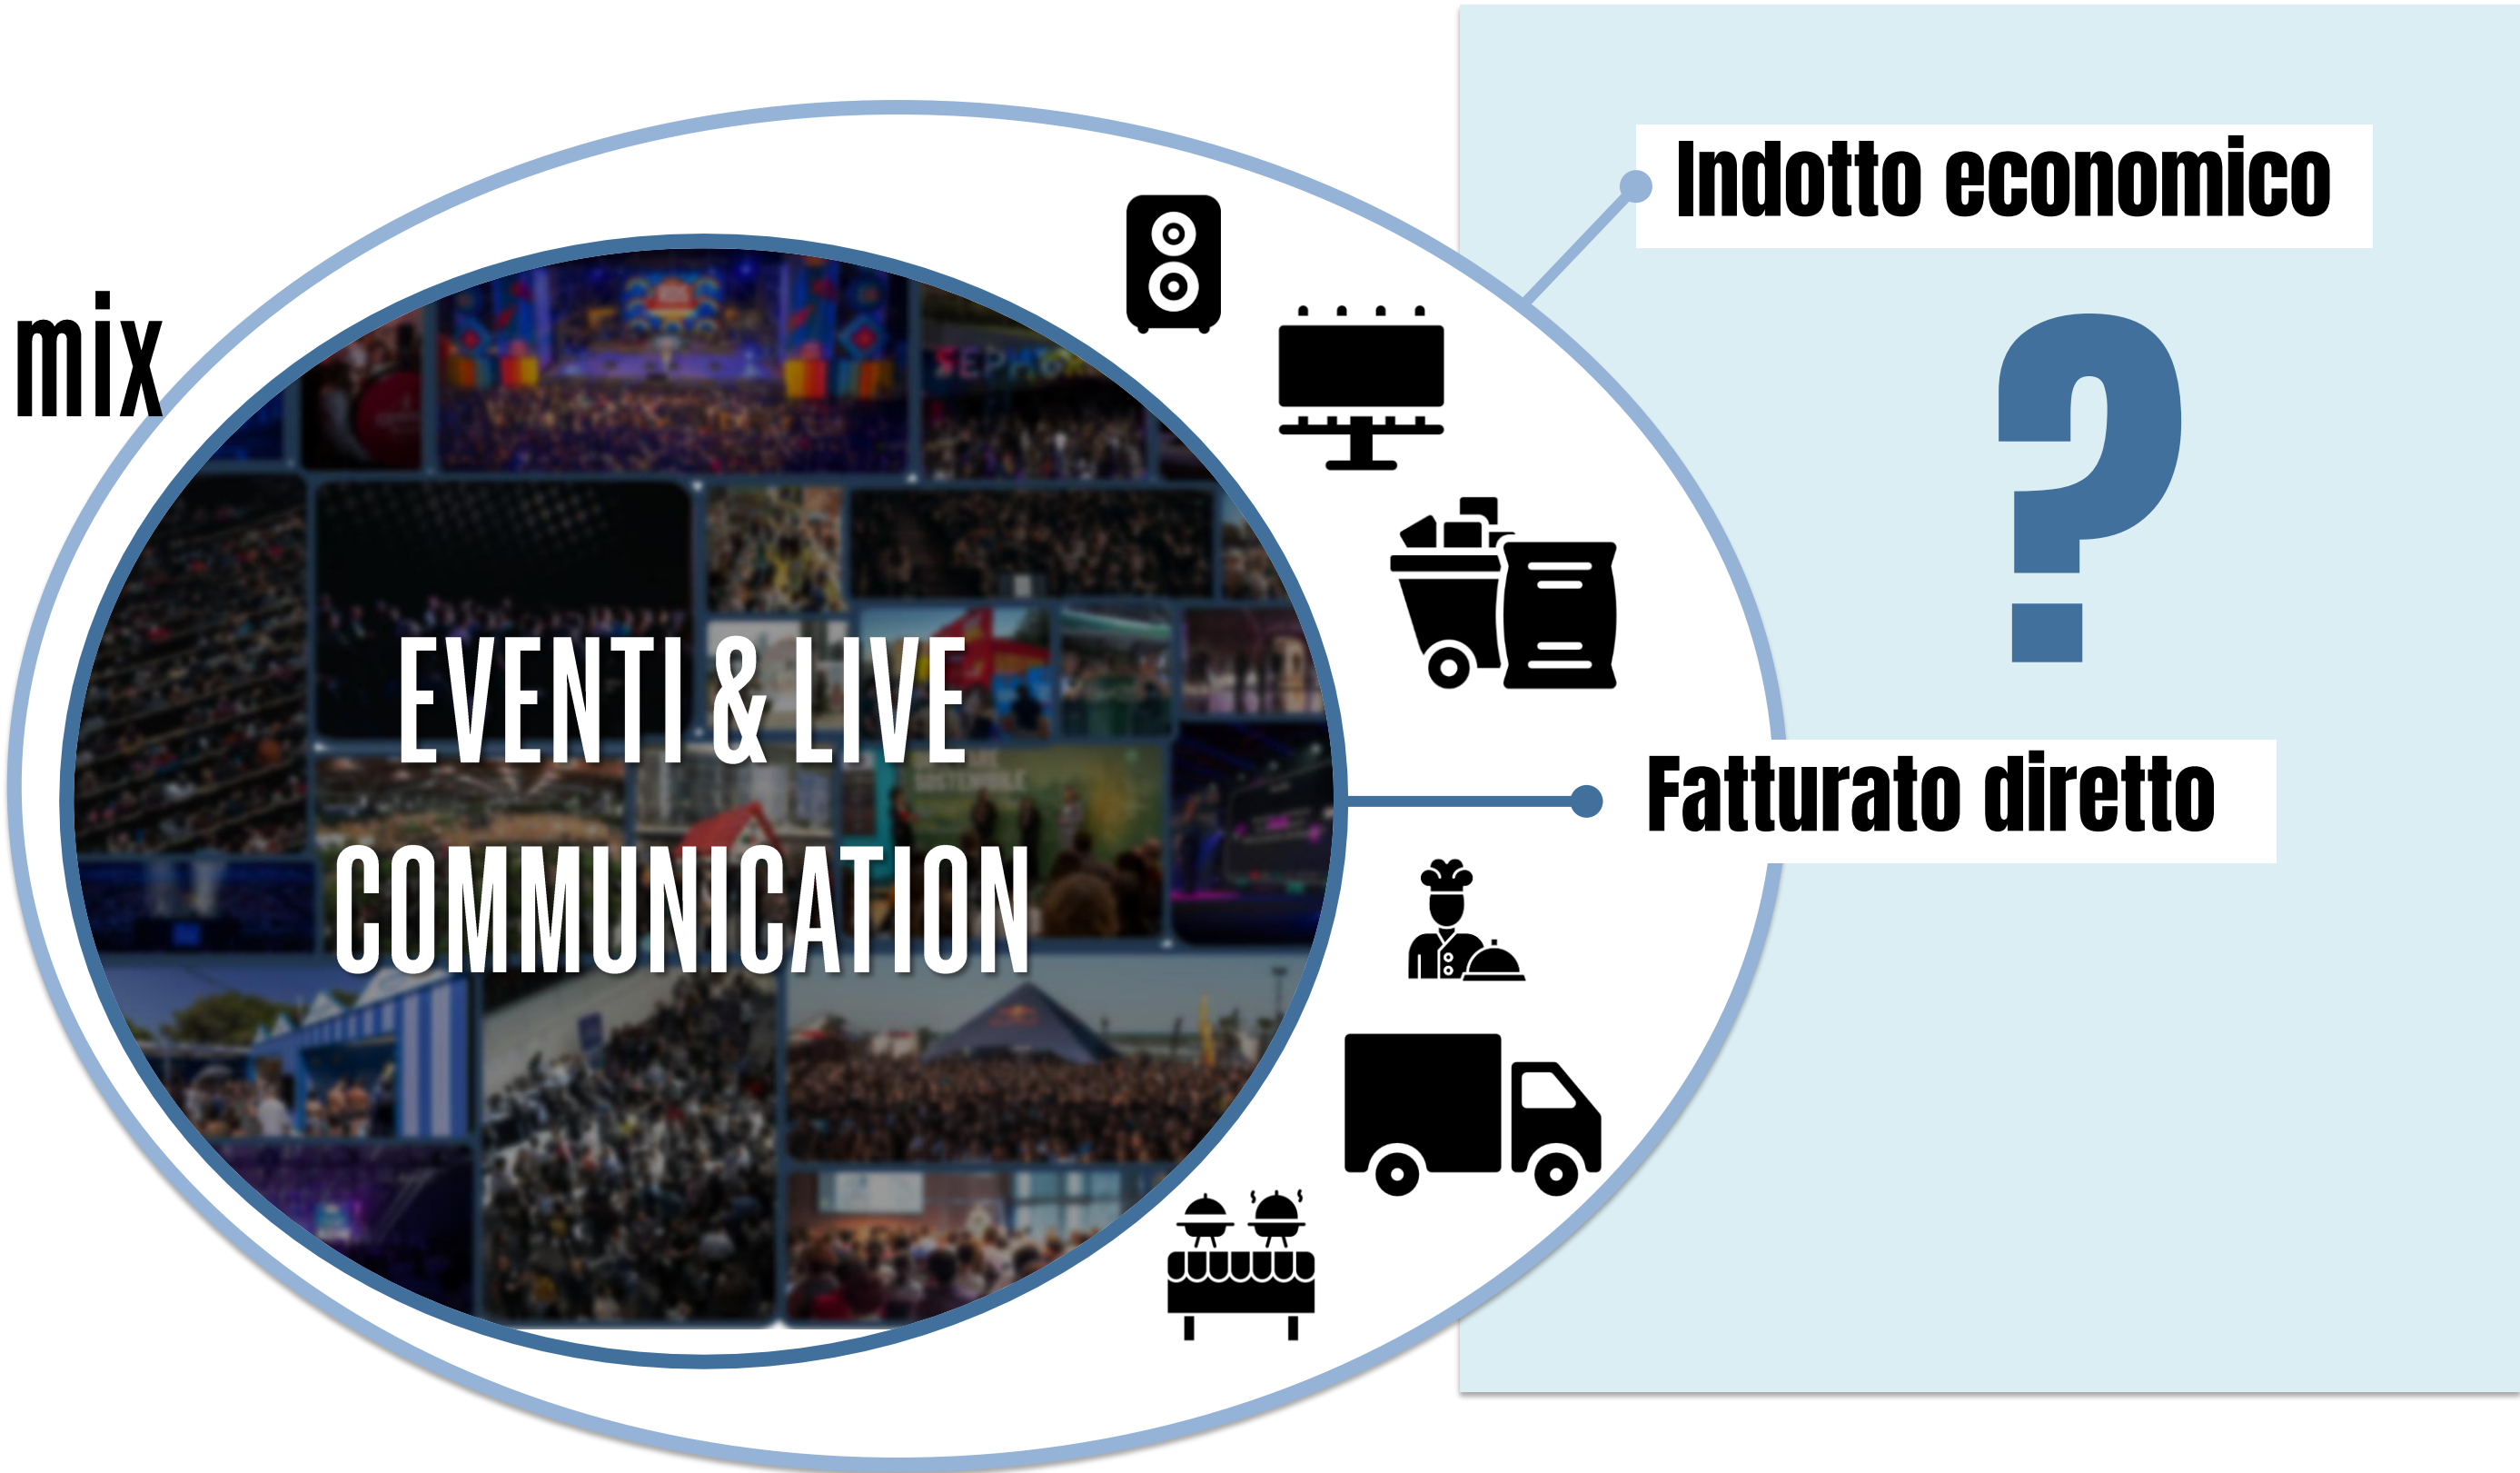 Indotto economico
mix
?
EVENTI & LIVE
COMMUNICATION
Fatturato diretto